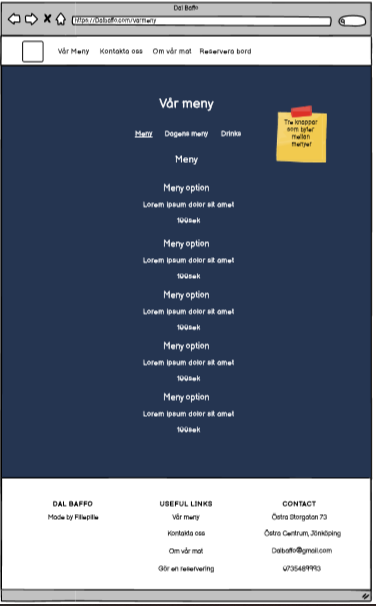 Dal Baffo
https://Dalbaffo.com/varmeny
Vår Meny Kontakta oss Om vår mat Reservera bord
Vår meny
Tre knappar
som byter
mellan
menyer
Meny Dagens meny Drinks
Meny
Meny option
Lorem ipsum dolor sit amet
100sek
Meny option
Lorem ipsum dolor sit amet
100sek
Meny option
Lorem ipsum dolor sit amet
100sek
Meny option
Lorem ipsum dolor sit amet
100sek
Meny option
Lorem ipsum dolor sit amet
100sek
DAL BAFFO USEFUL LINKS CONTACT
Made by Fillepille Vår meny Östra Storgatan 73
Kontakta oss Östra Centrum, Jönköping
Om vår mat Dalbaffo@gmail.com
Gör en reservering 0735489993